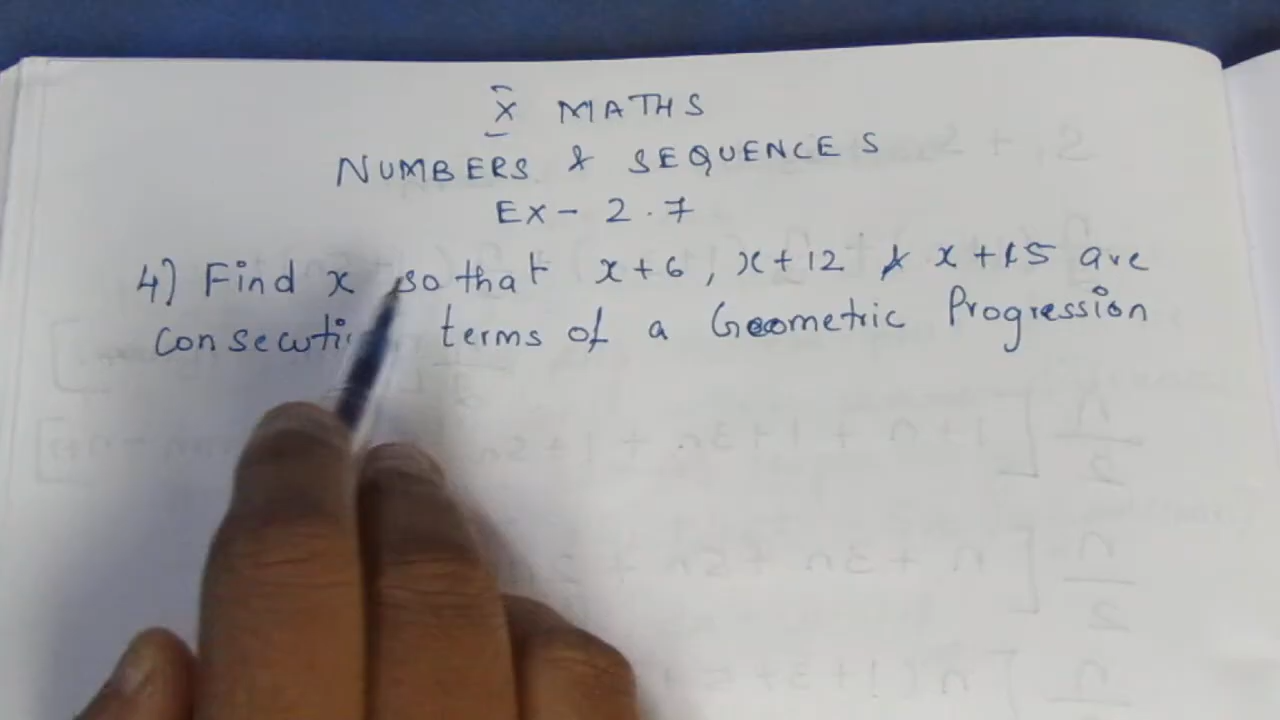 X MATHS
NUMBERS & SEQUENCES
EX - 2.7
4) Find x so that x+6, x+12 & x+15 are
terms of a Geometric Progression